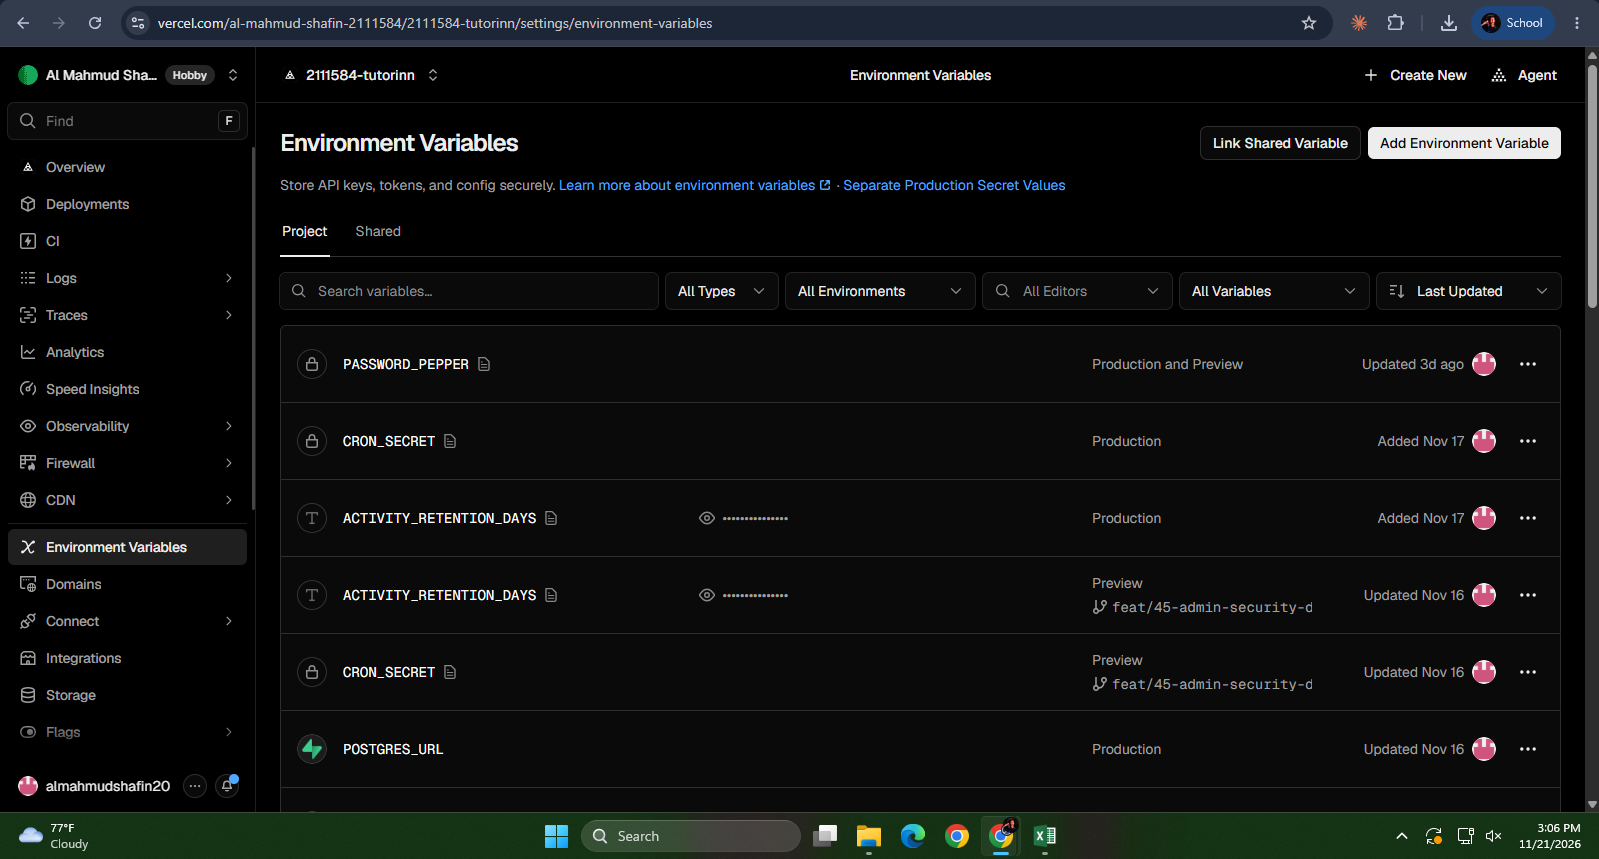 vercel.com/al-mahmud-shafin-2111584/2111584-tutorinn/settings/environment-variables
School
Al Mahmud Sha...
Hobby
2111584-tutorinn
Environment Variables
Create New
Agent
Find
F
Overview
Deployments
CI
Logs
Traces
Analytics
Speed Insights
Observability
Firewall
CDN
Environment Variables
Domains
Connect
Integrations
Storage
Flags
almahmudshafin20
Environment Variables
Link Shared Variable
Add Environment Variable
Store API keys, tokens, and config securely. Learn more about environment variables · Separate Production Secret Values
Project
Shared
Search variables...
All Types
All Environments
All Editors
All Variables
Last Updated
PASSWORD_PEPPER
Production and Preview
Updated 3d ago
CRON_SECRET
Production
Added Nov 17
ACTIVITY_RETENTION_DAYS
•••••••••••••••
Production
Added Nov 17
ACTIVITY_RETENTION_DAYS
•••••••••••••••
Preview
feat/45-admin-security-d
Updated Nov 16
CRON_SECRET
Preview
feat/45-admin-security-d
Updated Nov 16
POSTGRES_URL
Production
Updated Nov 16
77°F
Cloudy
Search
3:06 PM
11/21/2026